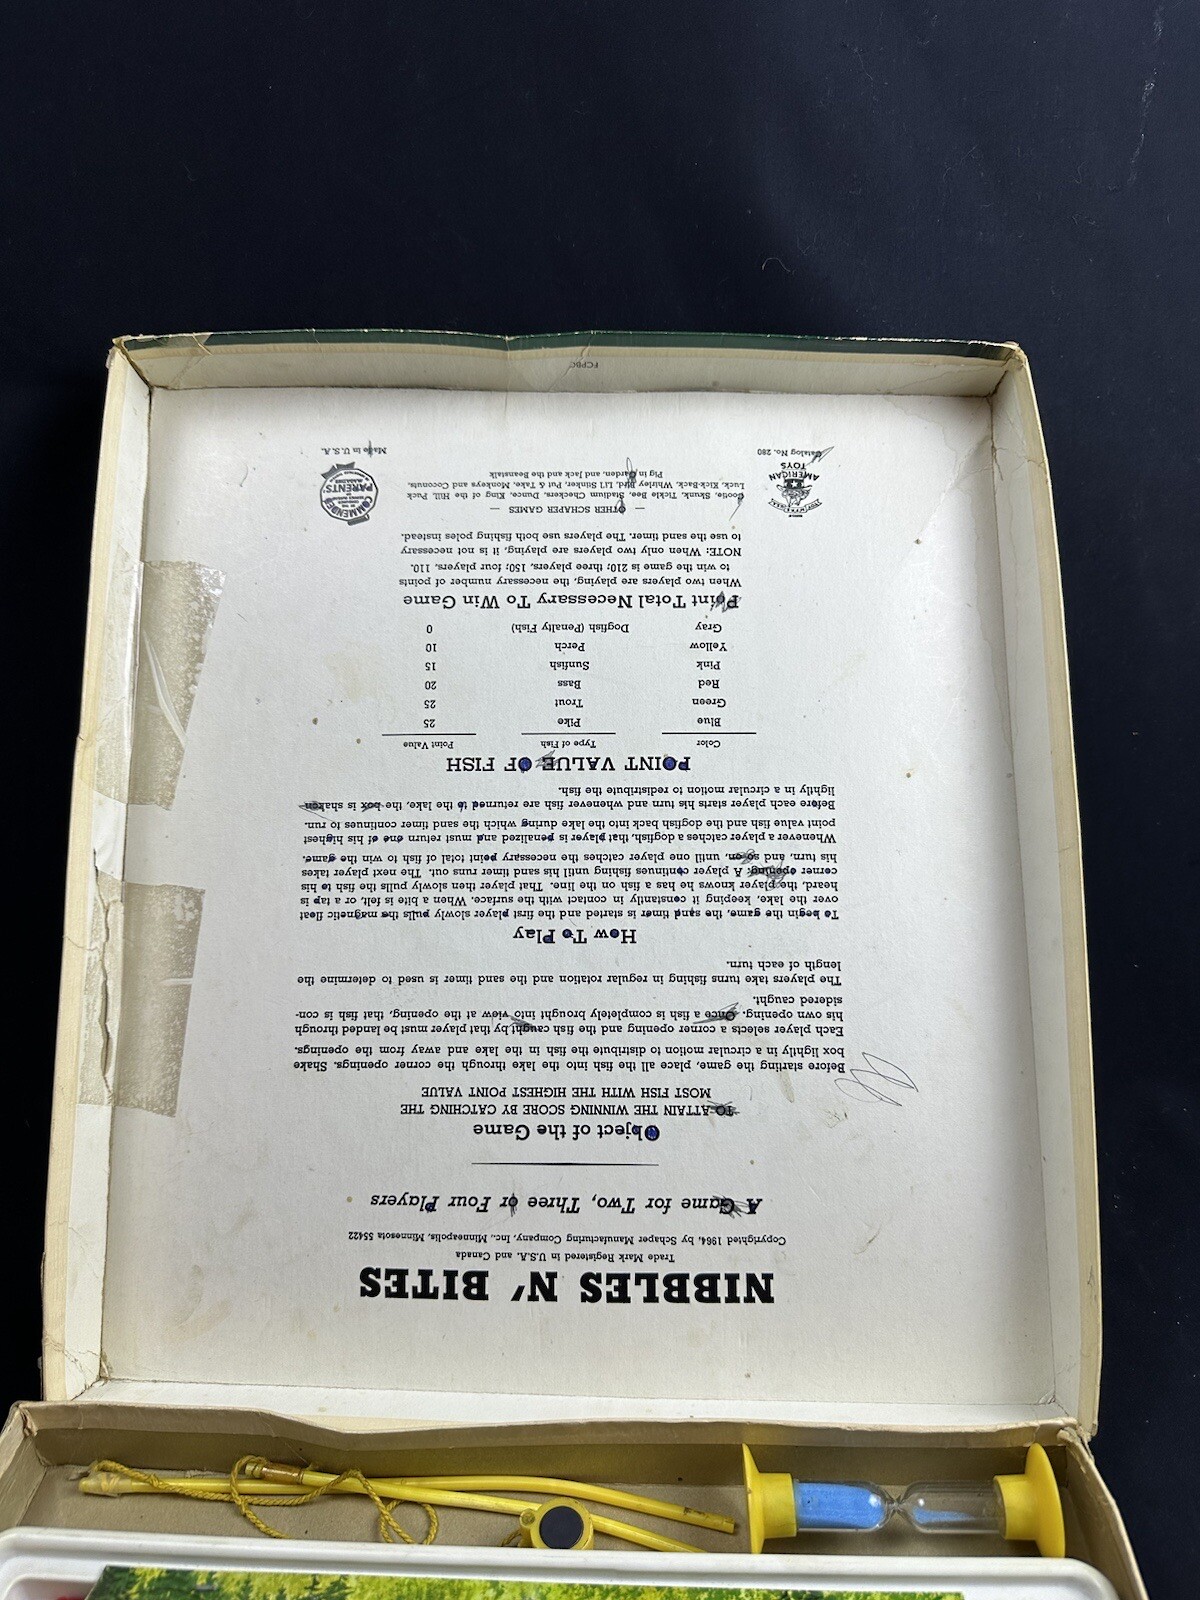 NIBBLES N' BITES
Trade Mark Registered in U.S.A. and Canada
Copyrighted 1964, by Schaper Manufacturing Company, Inc., Minneapolis, Minnesota 55422
A Game for Two, Three or Four Players
Object of the Game
TO ATTAIN THE WINNING SCORE BY CATCHING THE
MOST FISH WITH THE HIGHEST POINT VALUE
Before starting the game, place all the fish into the lake through the corner openings. Shake
box lightly in a circular motion to distribute the fish in the lake and away from the openings.
Each player selects a corner opening and the fish caught by that player must be landed through
his own opening. Once a fish is completely brought into view at the opening, that fish is con-
sidered caught.
The players take turns fishing in regular rotation and the sand timer is used to determine the
length of each turn.
How To Play
To begin the game, the sand timer is started and the first player slowly pulls the magnetic float
over the lake, keeping it constantly in contact with the surface. When a bite is felt, or a tap is
heard, the player knows he has a fish on the line. That player then slowly pulls the fish to his
corner opening. A player continues fishing until his sand timer runs out. The next player takes
his turn, and so on, until one player catches the necessary point total of fish to win the game.
Whenever a player catches a dogfish, that player is penalized and must return one of his highest
point value fish and the dogfish back into the lake during which the sand timer continues to run.
Before each player starts his turn and whenever fish are returned to the lake, the box is shaken
lightly in a circular motion to redistribute the fish.
POINT VALUE OF FISH
Color Type of Fish Point Value
Blue Pike 25
Green Trout 25
Red Bass 20
Pink Sunfish 15
Yellow Perch 10
Gray Dogfish (Penalty Fish) 0
Point Total Necessary To Win Game
When two players are playing, the necessary number of points
to win the game is 210; three players, 150; four players, 110.
NOTE: When only two players are playing, it is not necessary
to use the sand timer. The players use both fishing poles instead.
— OTHER SCHAPER GAMES —
Cootie, Skunk, Tickle Bee, Stadium Checkers, Dunce, King of the Hill, Puck
Luck, Kick-Back, Whirley Bird, Li'l Stinker, Put & Take, Monkeys and Coconuts,
Pig in Garden, and Jack and the Beanstalk
AMERICAN
TOYS
Catalog No. 280
COMMENDED
PARENTS'
MAGAZINE
Made in U.S.A.